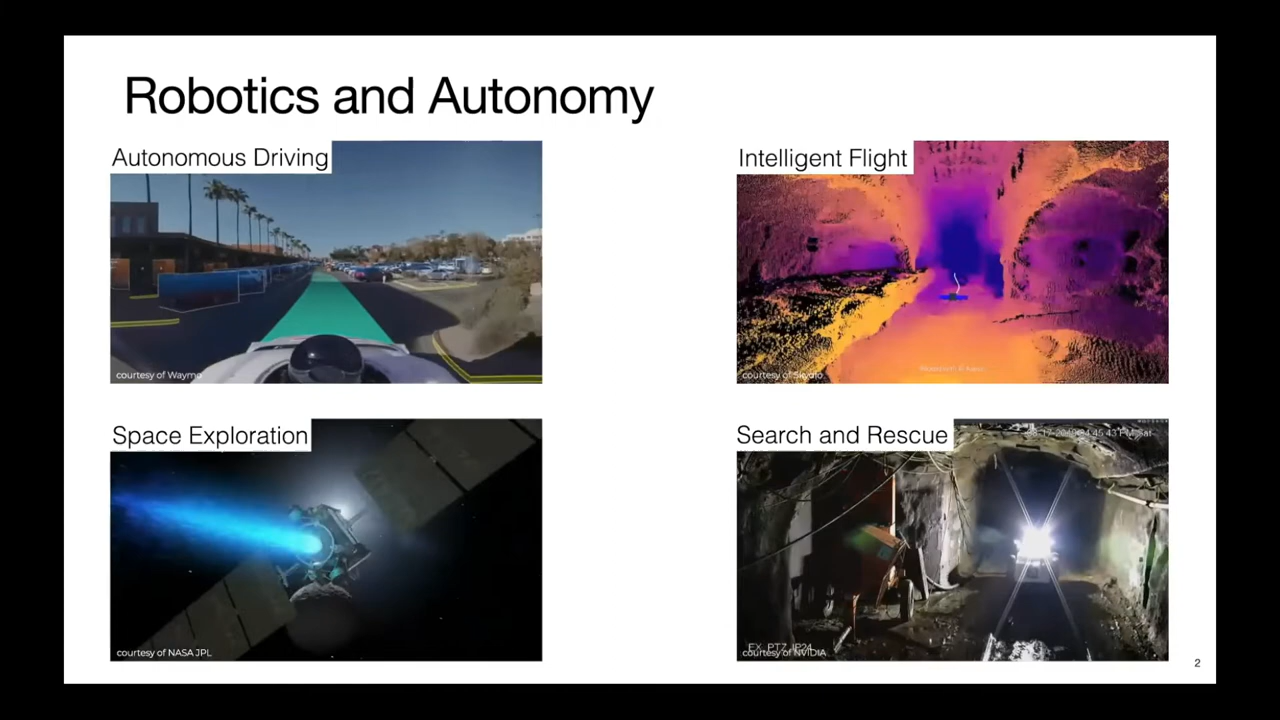 Robotics and Autonomy
Autonomous Driving
courtesy of Waymo
Intelligent Flight
courtesy of Skydio
Space Exploration
courtesy of NASA JPL
Search and Rescue
courtesy of NVIDIA
2